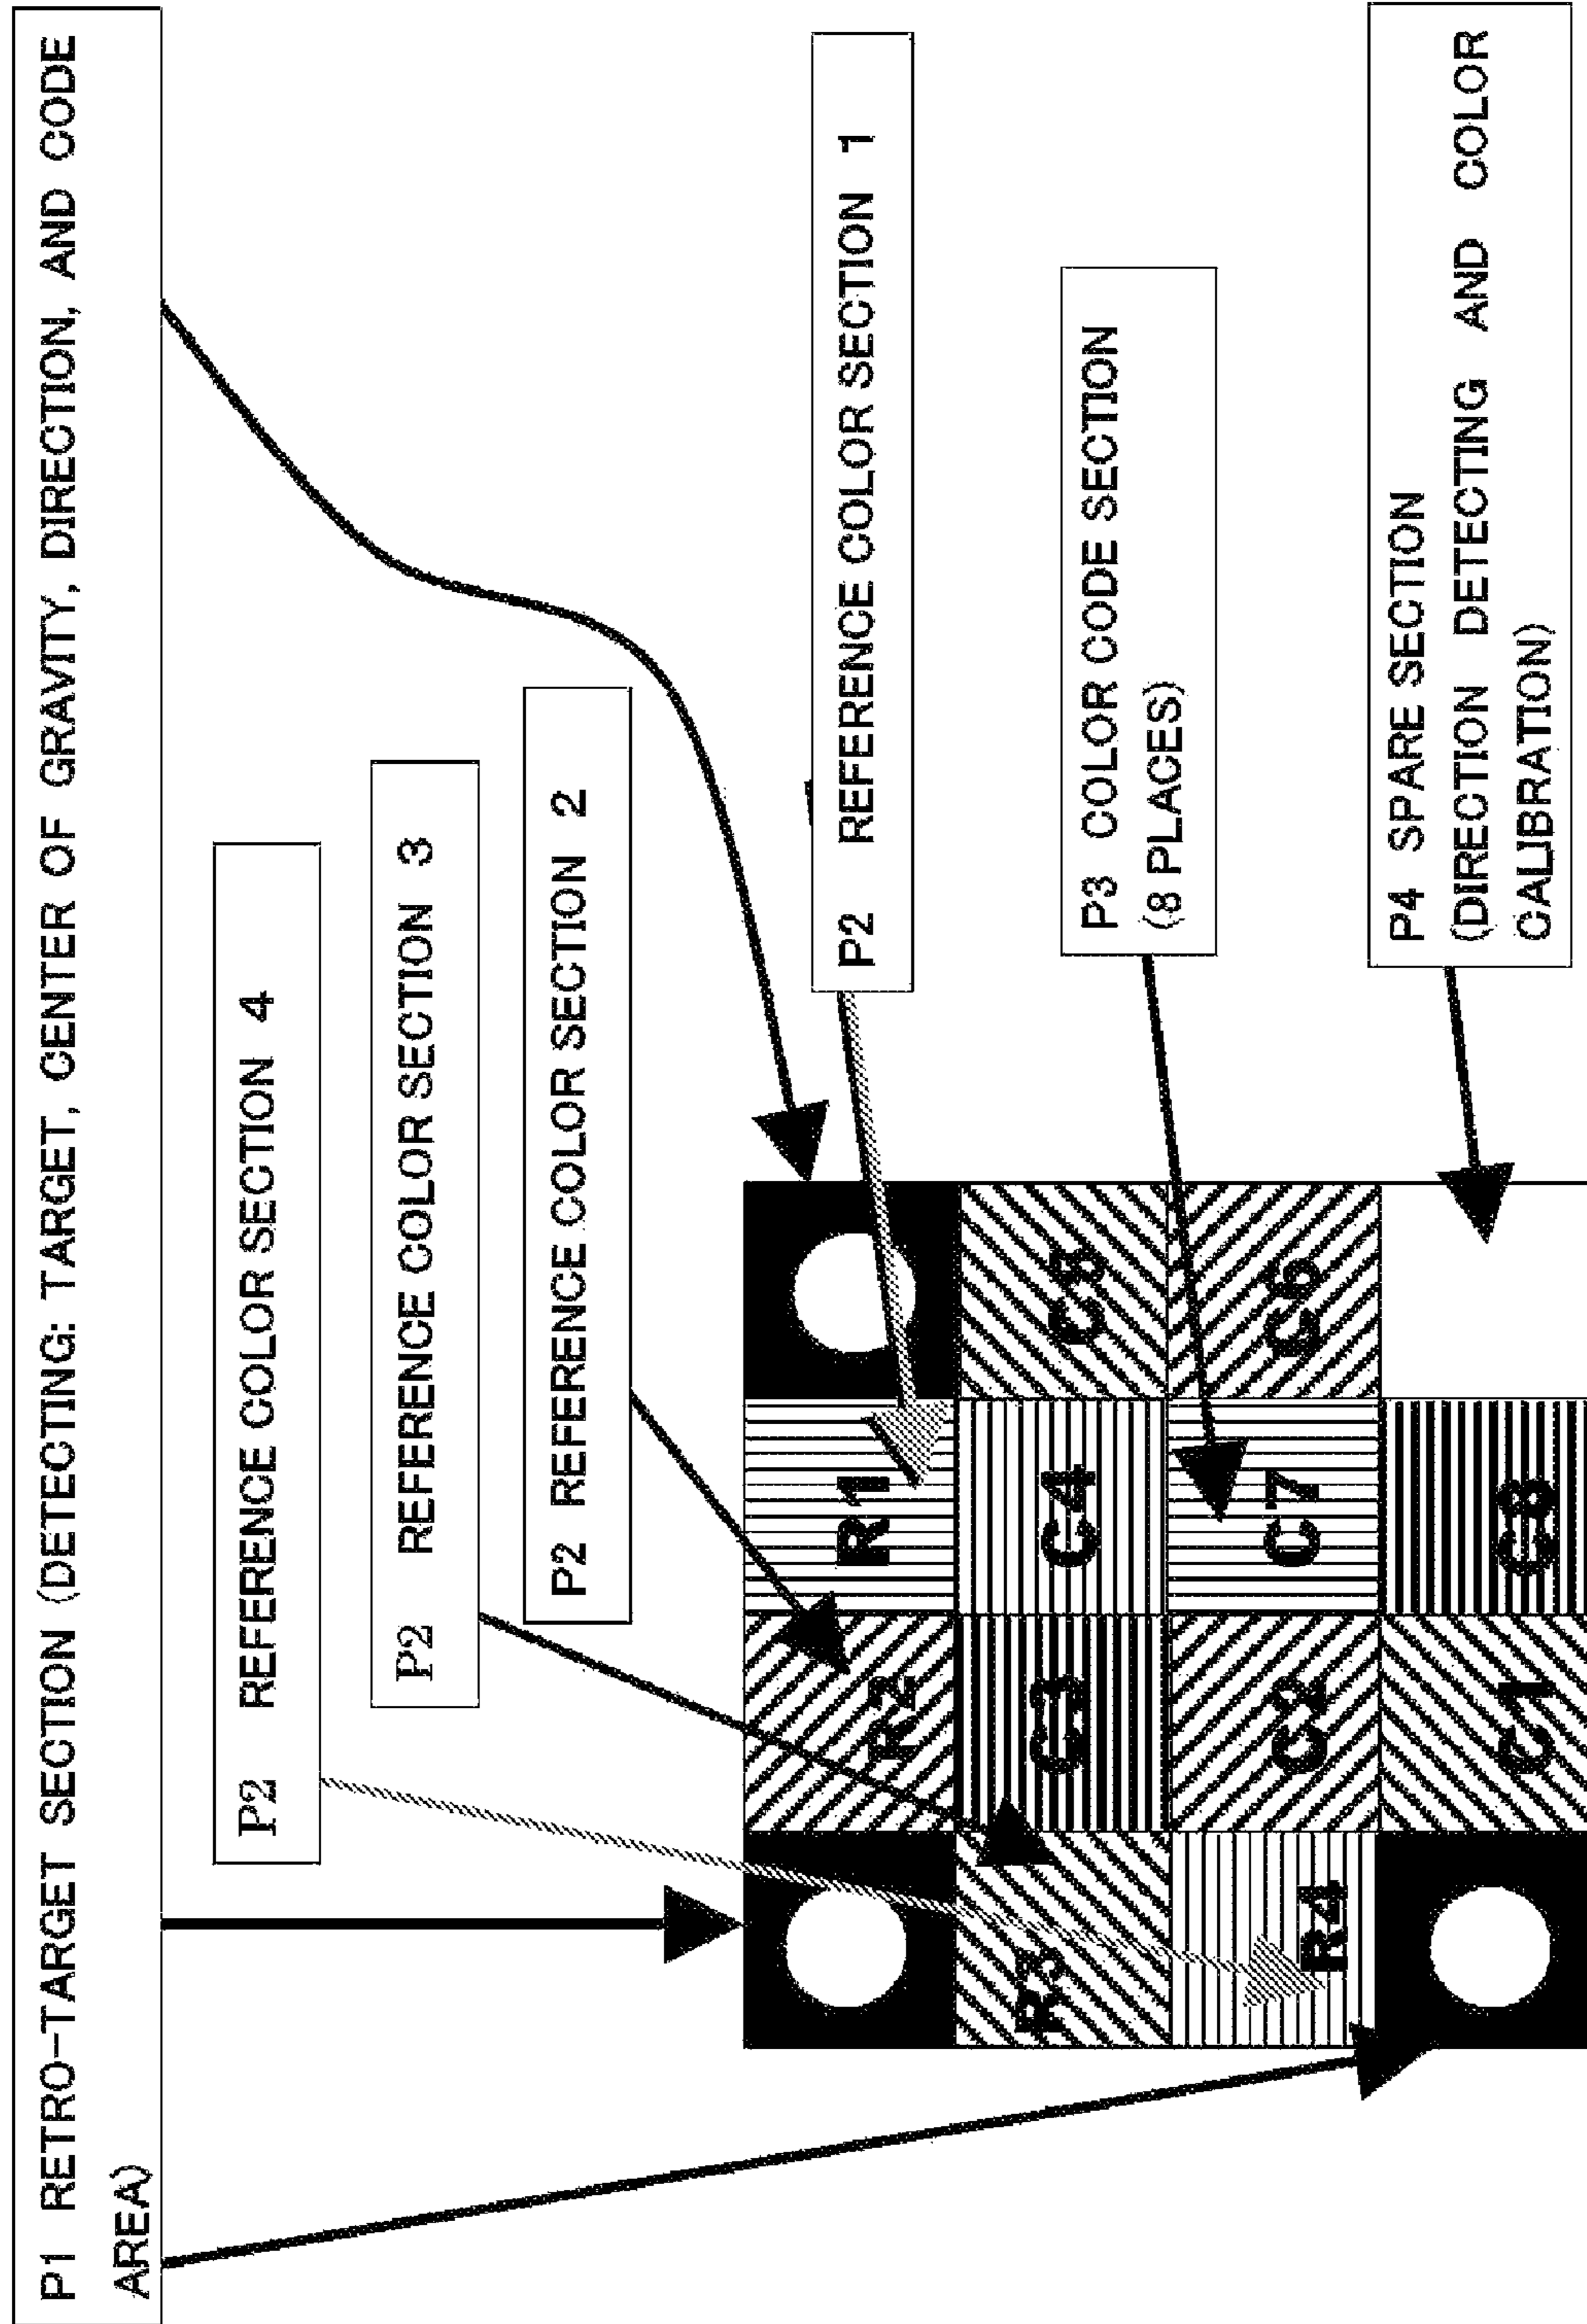 P1 RETRO-TARGET SECTION (DETECTING: TARGET, CENTER OF GRAVITY, DIRECTION, AND CODE
AREA)
P2 REFERENCE COLOR SECTION 4
P2 REFERENCE COLOR SECTION 3
P2 REFERENCE COLOR SECTION 2
P2 REFERENCE COLOR SECTION 1
P3 COLOR CODE SECTION
(8 PLACES)
P4 SPARE SECTION
(DIRECTION DETECTING AND COLOR
CALIBRATION)
R2 R1
R3 C3 C4 C5
R4 C2 C7 C6
C1 C8